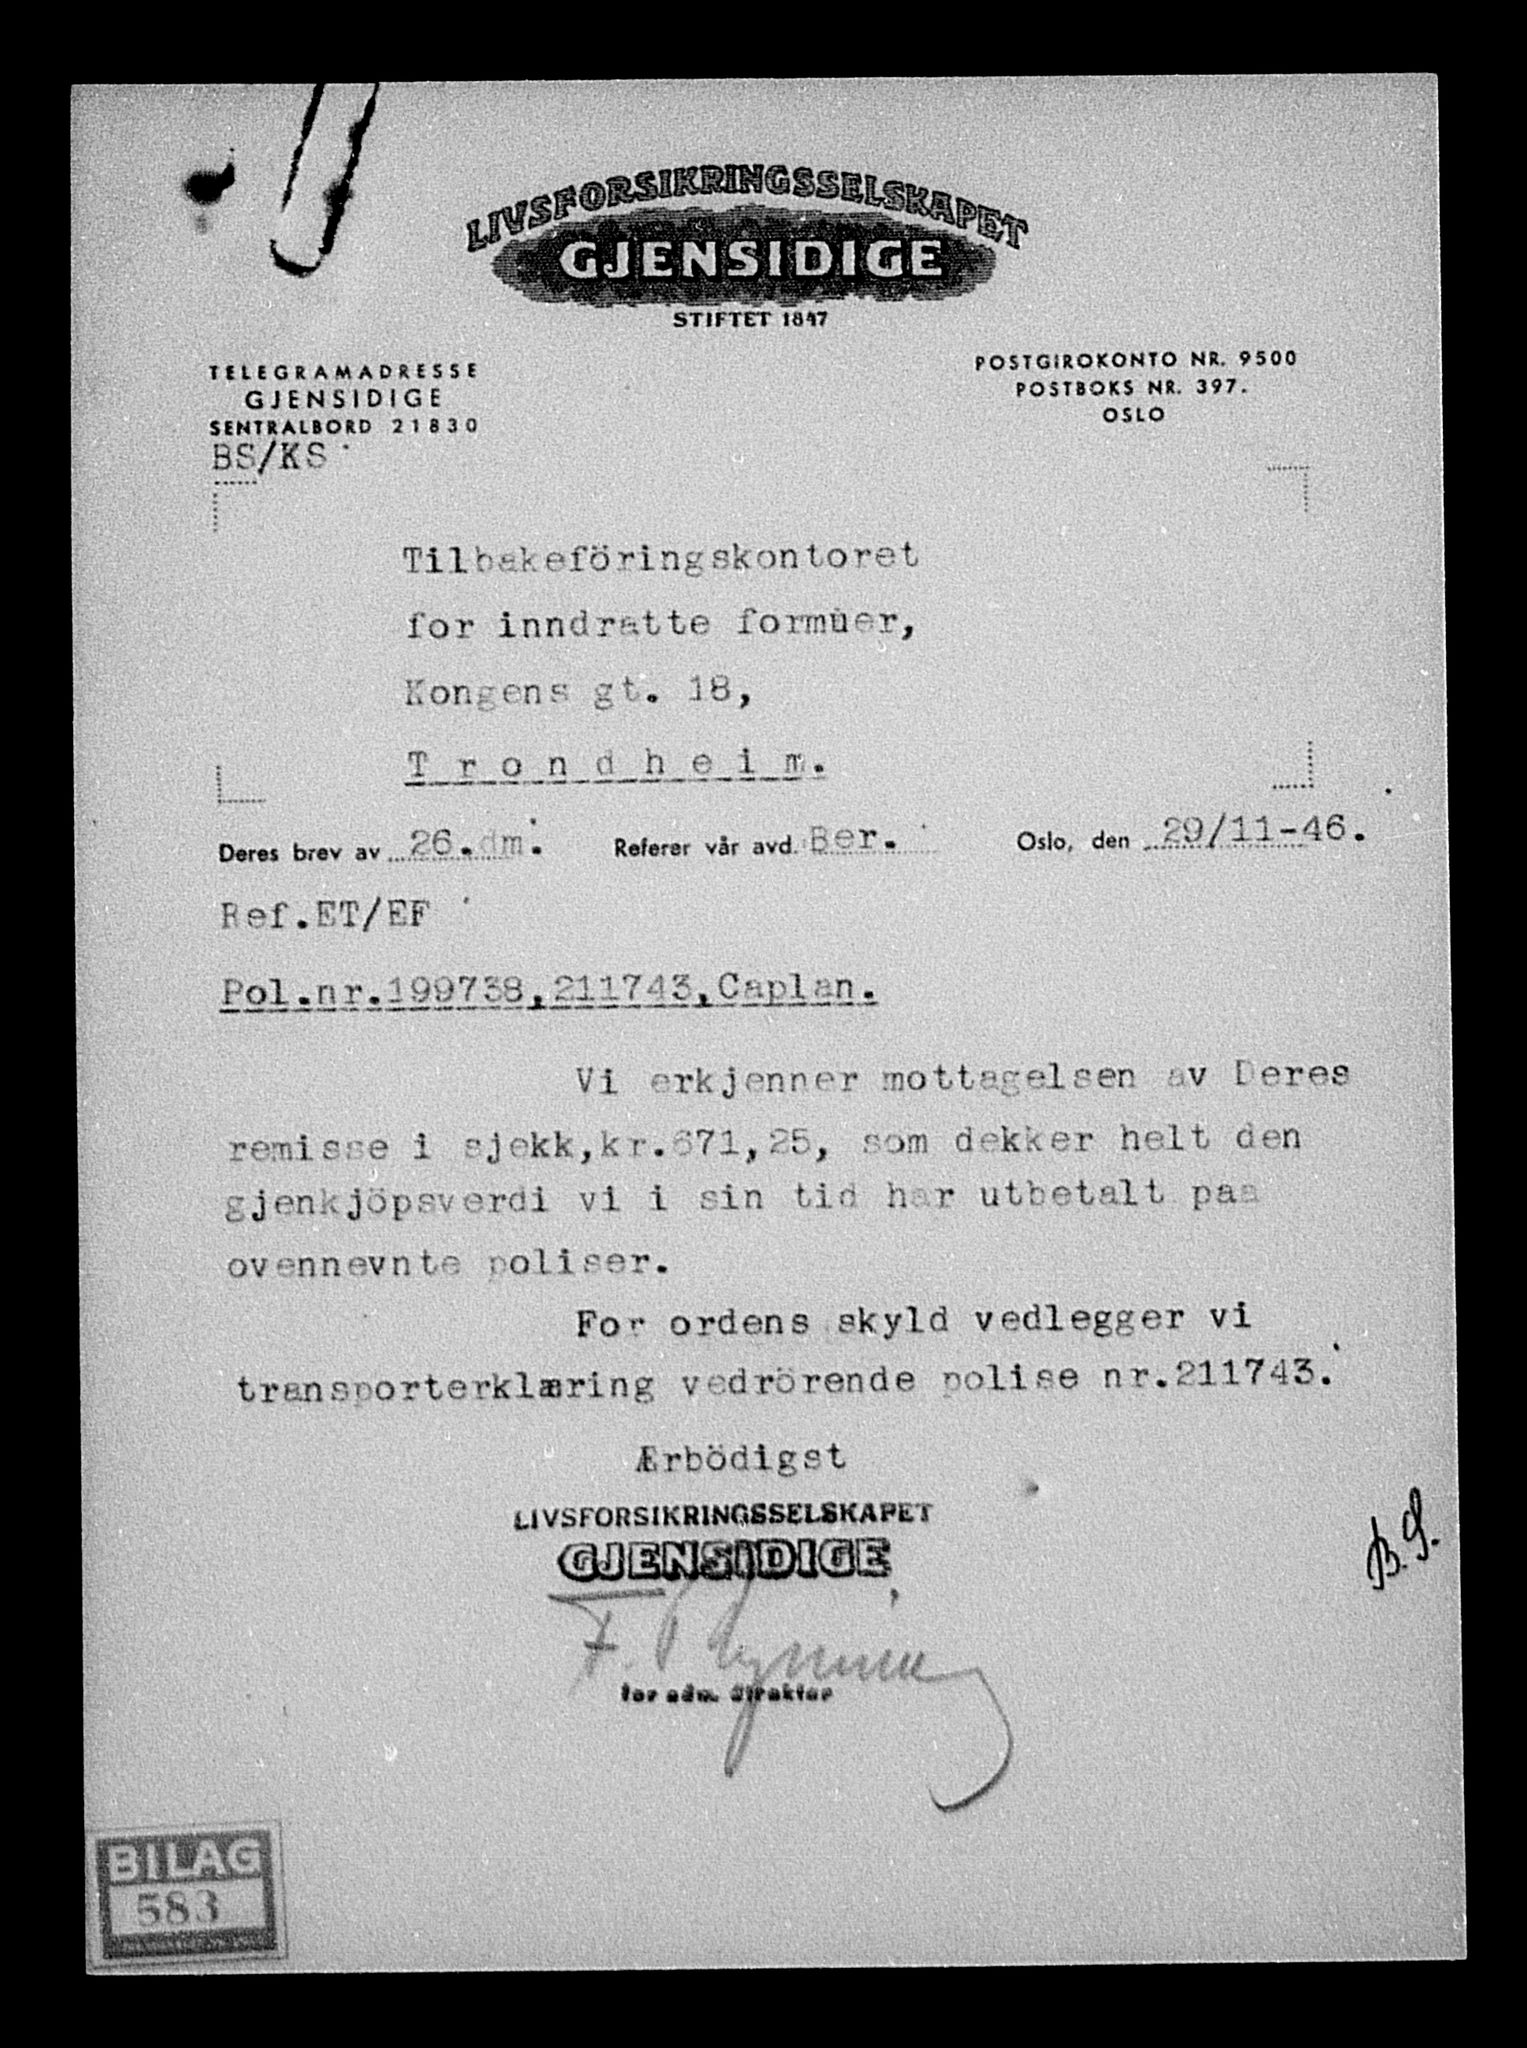 LIVSFORSIKRINGSSELSKAPET
GJENSIDIGE
STIFTET 1847
TELEGRAMADRESSE
GJENSIDIGE
SENTRALBORD 21830
POSTGIROKONTO NR. 9500
POSTBOKS NR. 397.
OSLO
BS/KS
Tilbakeföringskontoret
for inndratte formuer,
Kongens gt. 18,
Trondheim.
Deres brev av 26.dm. Referer vår avd. Ber. Oslo, den 29/11-46.
Ref.ET/EF
Pol.nr.199738,211743,Caplan.
Vi erkjenner mottagelsen av Deres
remisse i sjekk,kr.671,25, som dekker helt den
gjenkjöpsverdi vi i sin tid har utbetalt paa
ovennevnte poliser.
For ordens skyld vedlegger vi
transporterklæring vedrörende polise nr.211743.
Ærbödigst
LIVSFORSIKRINGSSELSKAPET
GJENSIDIGE
F.
for adm. direktør
B.S.
BILAG
583